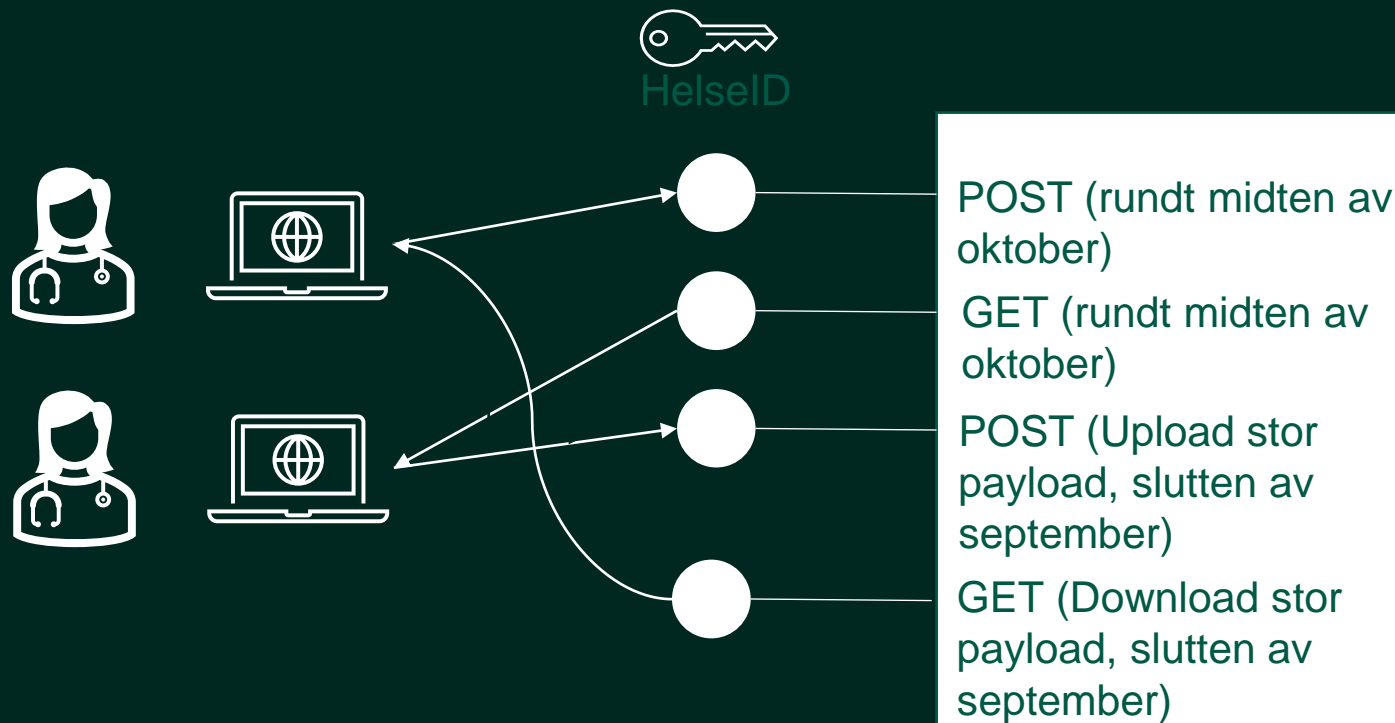 HelseID
POST (rundt midten av
oktober)
GET (rundt midten av
oktober)
POST (Upload stor
payload, slutten av
september)
GET (Download stor
payload, slutten av
september)